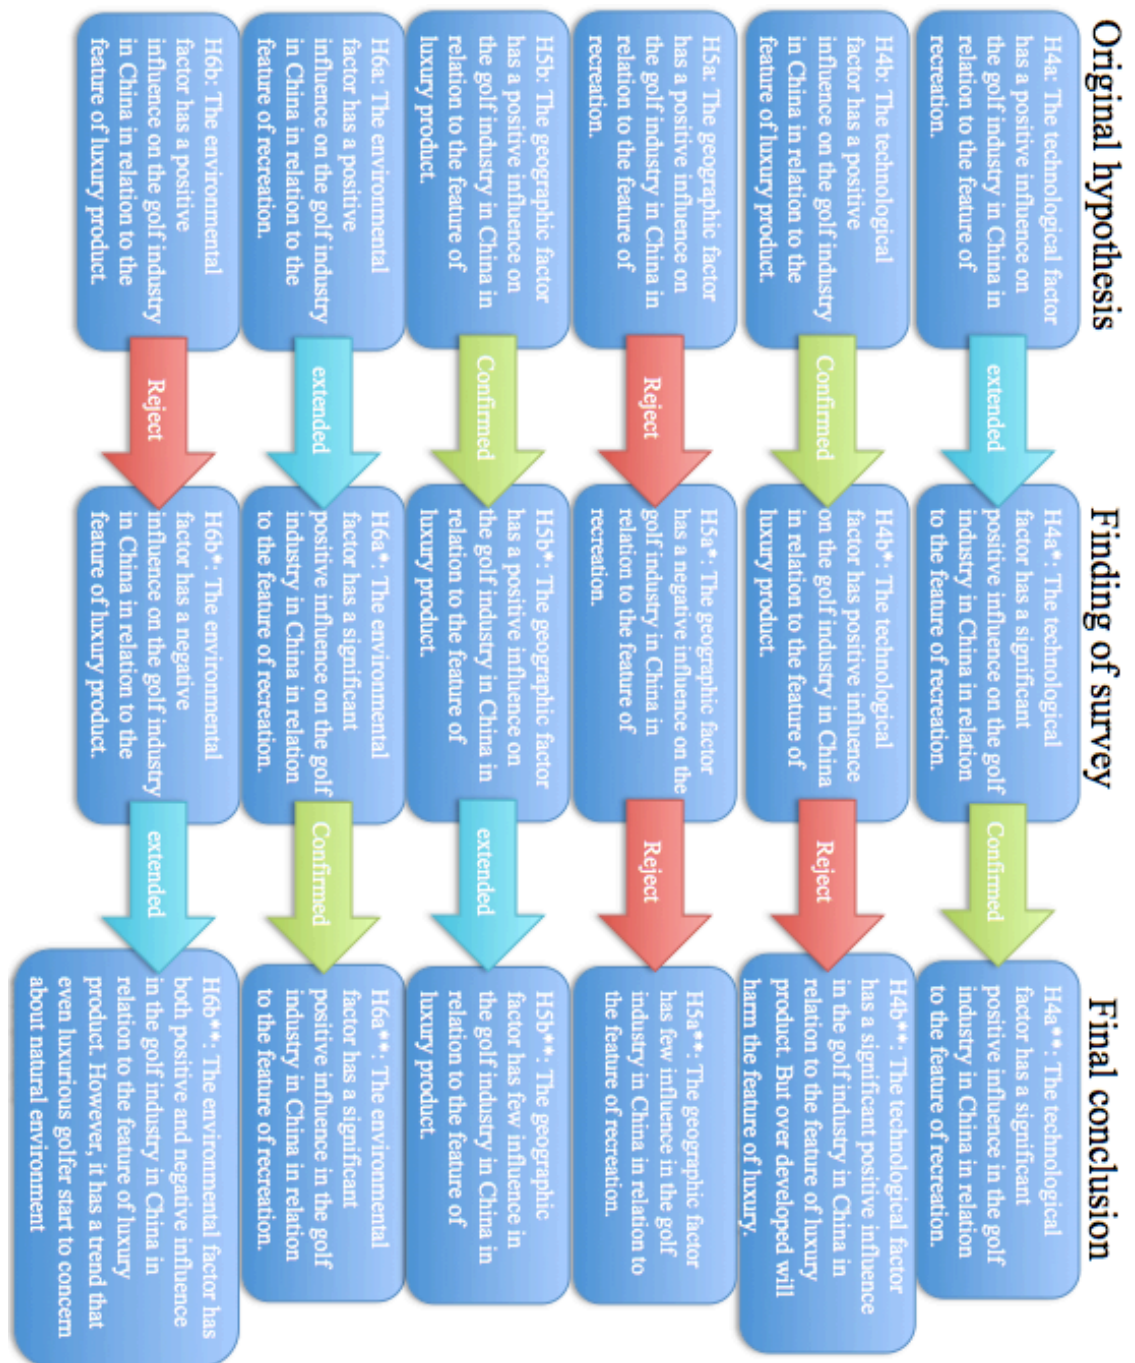 Original hypothesis
Finding of survey
Final conclusion
H4a: The technological factor
has a positive influence on
the golf industry in China in
relation to the feature of
recreation.
extended
H4a*: The technological
factor has a significant
positive influence on the golf
industry in China in relation
to the feature of recreation.
Confirmed
H4a**: The technological
factor has a significant
positive influence in the golf
industry in China in relation
to the feature of recreation.
H4b: The technological
factor has a positive
influence on the golf industry
in China in relation to the
feature of luxury product.
Confirmed
H4b*: The technological
factor has positive influence
on the golf industry in China
in relation to the feature of
luxury product.
Reject
H4b**: The technological factor
has a significant positive influence
in the golf industry in China in
relation to the feature of luxury
product. But over developed will
harm the feature of luxury.
H5a: The geographic factor
has a positive influence on
the golf industry in China in
relation to the feature of
recreation.
Reject
H5a*: The geographic factor
has a negative influence on the
golf industry in China in
relation to the feature of
recreation.
Reject
H5a**: The geographic factor
has few influence in the golf
industry in China in relation to
the feature of recreation.
H5b: The geographic factor
has a positive influence on
the golf industry in China in
relation to the feature of
luxury product.
Confirmed
H5b*: The geographic factor
has a positive influence on
the golf industry in China in
relation to the feature of
luxury product.
extended
H5b**: The geographic
factor has few influence in
the golf industry in China in
relation to the feature of
luxury product.
H6a: The environmental
factor has a positive
influence on the golf industry
in China in relation to the
feature of recreation.
extended
H6a*: The environmental
factor has a significant
positive influence on the golf
industry in China in relation
to the feature of recreation.
Confirmed
H6a**: The environmental
factor has a significant
positive influence in the golf
industry in China in relation
to the feature of recreation.
H6b: The environmental
factor has a positive
influence on the golf industry
in China in relation to the
feature of luxury product.
Reject
H6b*: The environmental
factor has a negative
influence on the golf industry
in China in relation to the
feature of luxury product.
extended
H6b**: The environmental factor has
both positive and negative influence
in the golf industry in China in
relation to the feature of luxury
product. However, it has a trend that
even luxurious golfer start to concern
about natural environment